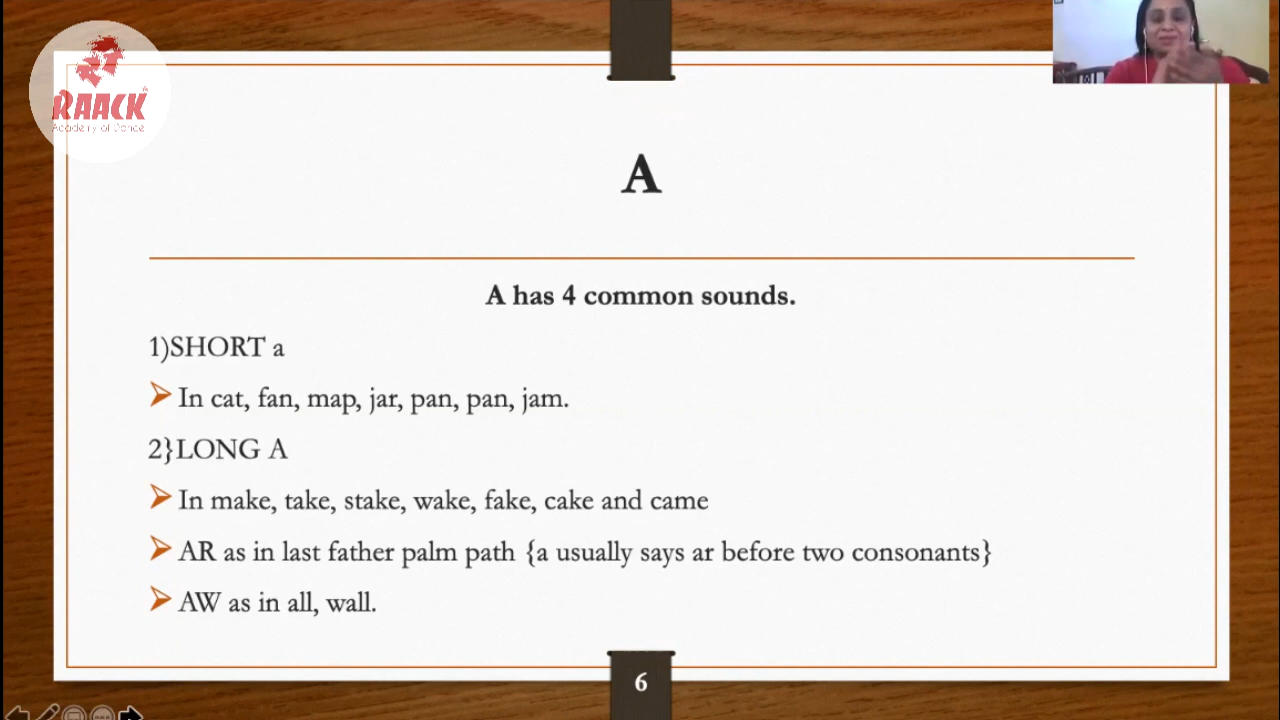 RAACK
Academy of Dance
A
A has 4 common sounds.
1)SHORT a
In cat, fan, map, jar, pan, pan, jam.
2}LONG A
In make, take, stake, wake, fake, cake and came
AR as in last father palm path {a usually says ar before two consonants}
AW as in all, wall.
6